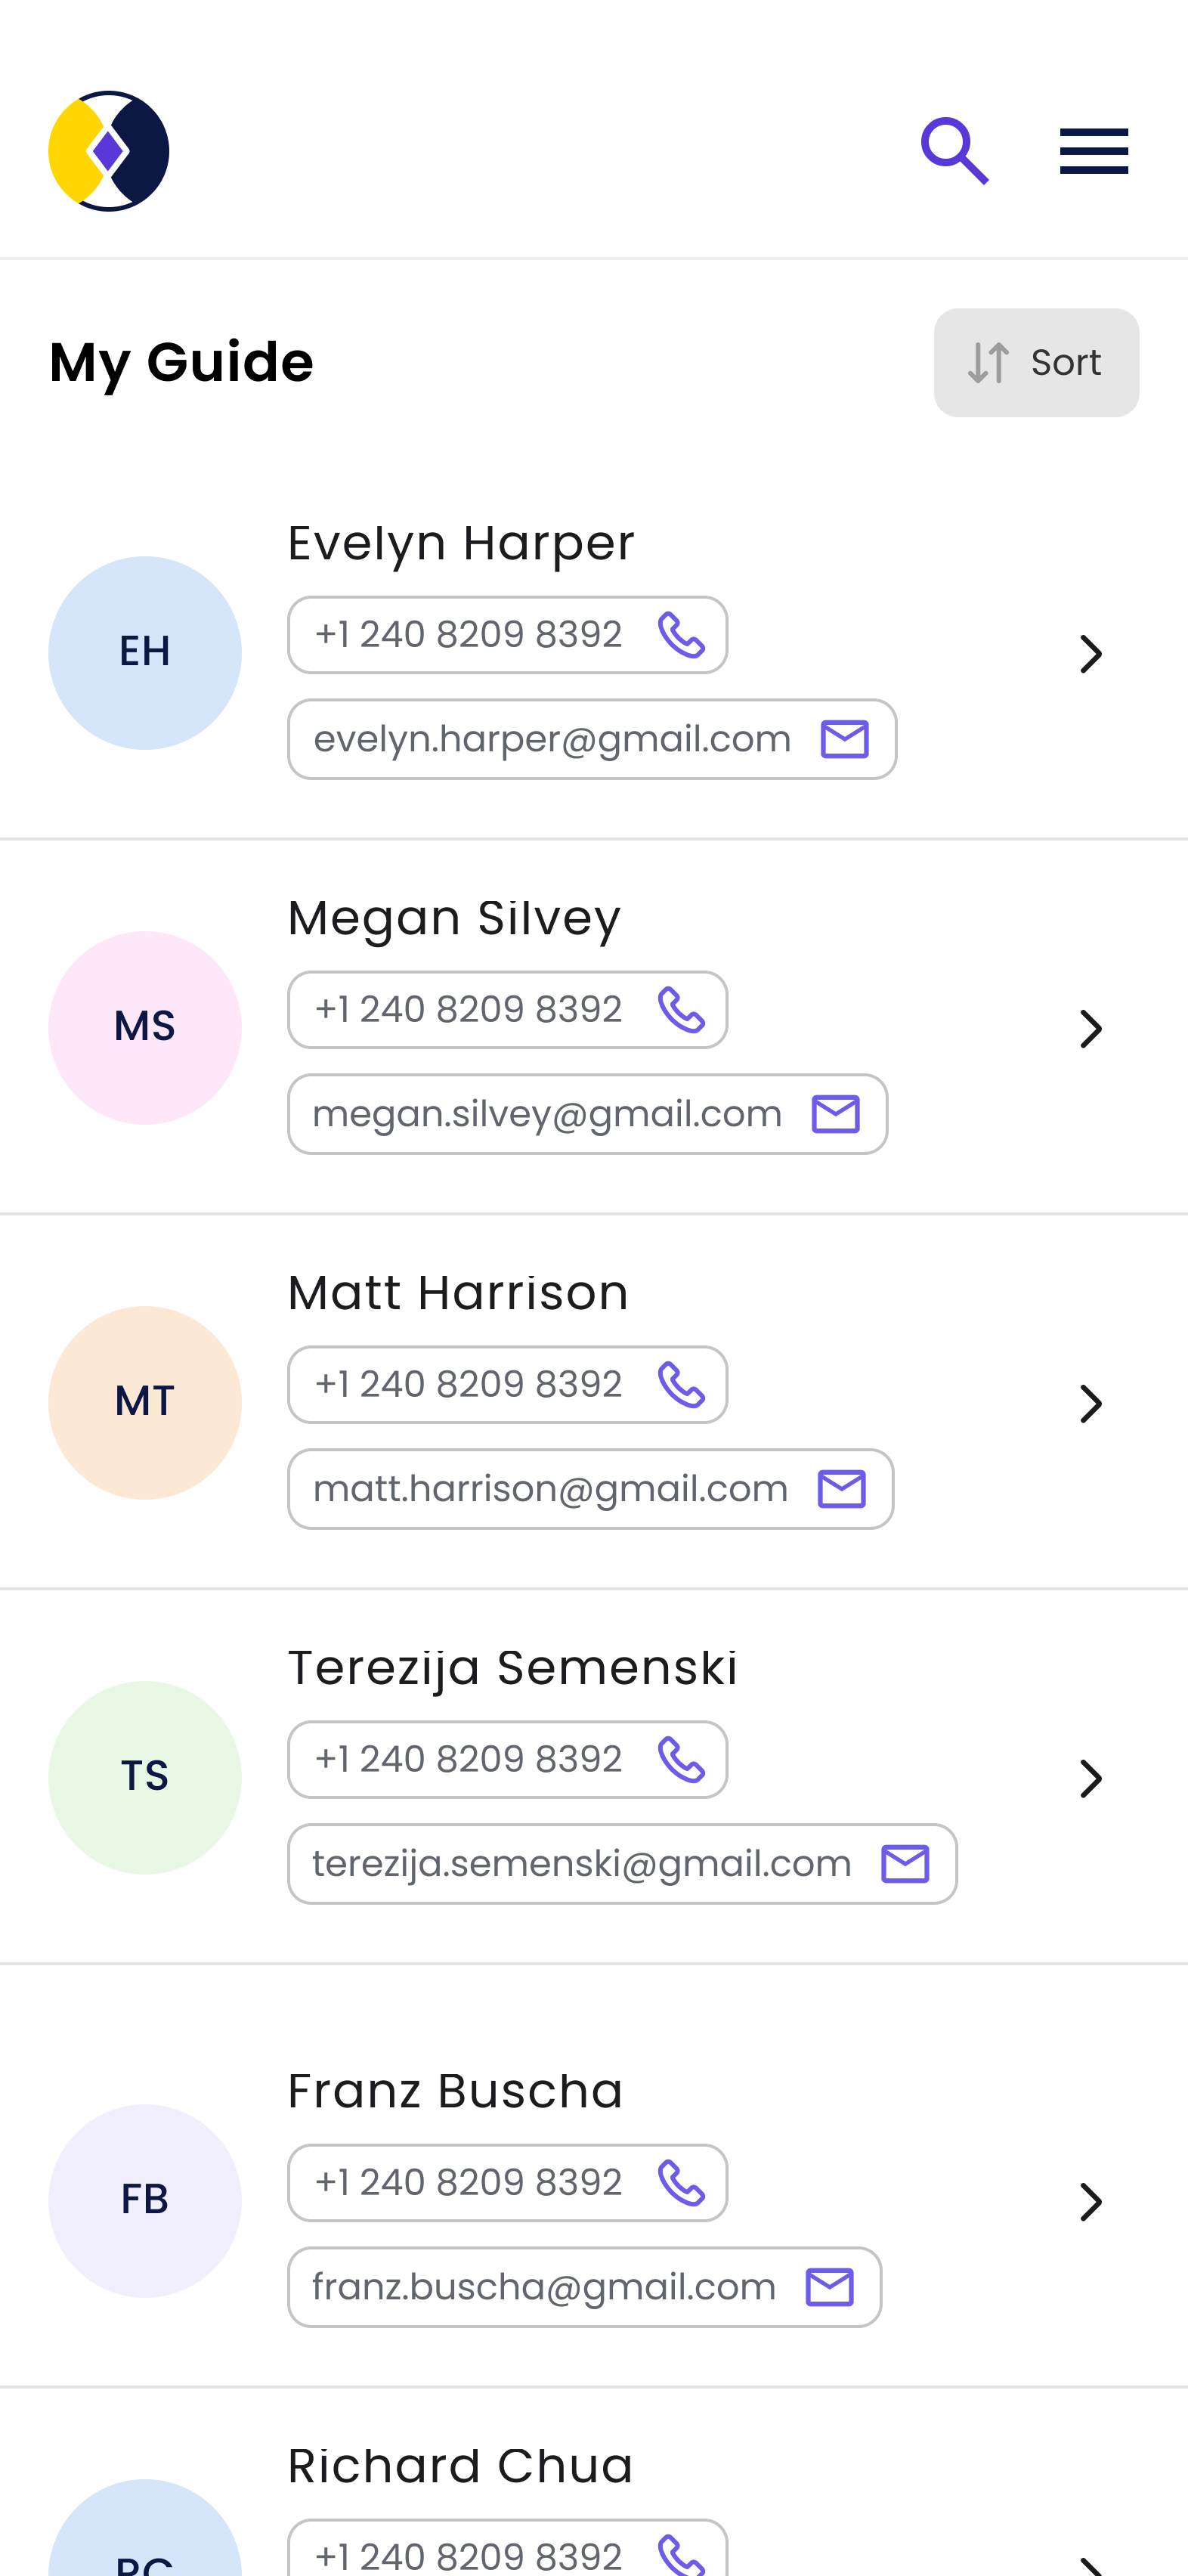 My Guide
Sort
Evelyn Harper
EH
+1 240 8209 8392
evelyn.harper@gmail.com
Megan Silvey
MS
+1 240 8209 8392
megan.silvey@gmail.com
Matt Harrison
MT
+1 240 8209 8392
matt.harrison@gmail.com
Terezija Semenski
TS
+1 240 8209 8392
terezija.semenski@gmail.com
Franz Buscha
FB
+1 240 8209 8392
franz.buscha@gmail.com
Richard Chua
RC
+1 240 8209 8392